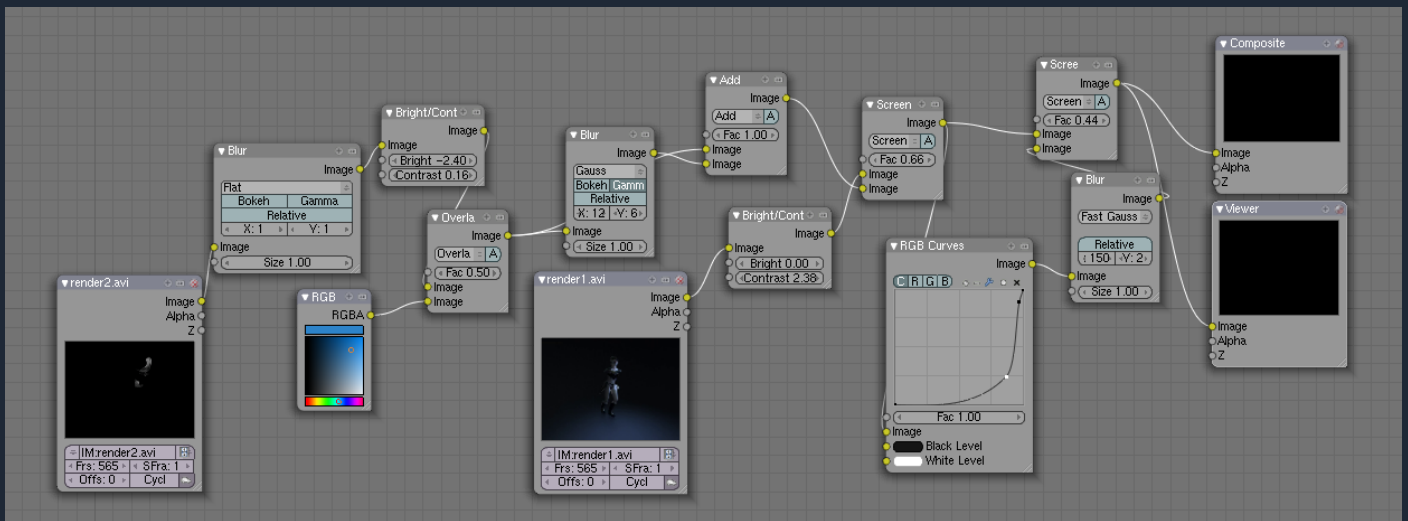 render2.avi
Image
Alpha
Z
IM:render2.avi
Frs: 565
SFra: 1
Offs: 0
Cycl
Blur
Image
Flat
Bokeh
Gamma
Relative
X: 1
Y: 1
Image
Size 1.00
RGB
RGBA
Bright/Cont
Image
Bright -2.40
Contrast 0.16
Overla
Image
Overla
A
Fac 0.50
Image
Image
Blur
Image
Gauss
Bokeh
Gamm
Relative
X: 12
Y: 6
Image
Size 1.00
render1.avi
Image
Alpha
Z
IM:render1.avi
Frs: 565
SFra: 1
Offs: 0
Cycl
Add
Image
Add
A
Fac 1.00
Image
Image
Bright/Cont
Image
Image
Bright 0.00
Contrast 2.38
Screen
Image
Screen
A
Fac 0.66
Image
Image
RGB Curves
Image
C R G B
Fac 1.00
Image
Black Level
White Level
Scree
Image
Screen
A
Fac 0.44
Image
Image
Blur
Image
Fast Gauss
Relative
150
Y: 2
Image
Size 1.00
Composite
Image
Alpha
Z
Viewer
Image
Alpha
Z